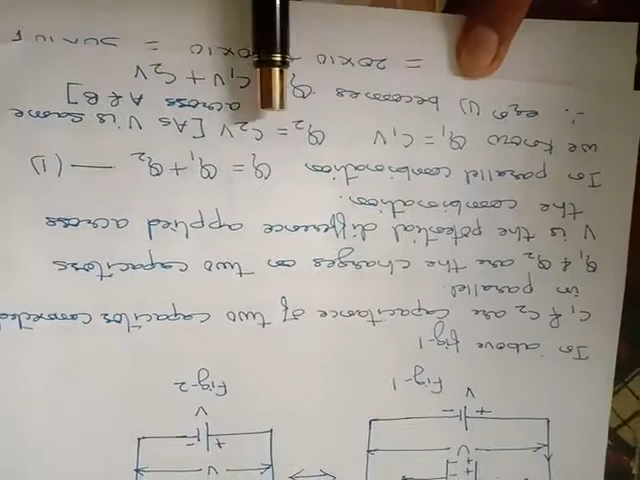 V
V
V
V
Fig-1
Fig-2
In above fig-1
C1 & C2 are capacitance of two capacitor connected
in parallel.
Q1 & Q2 are the charges on two capacitors
V is the potential difference applied across
the combination.
In parallel combination Q = Q1 + Q2 — (1)
we know Q1 = C1V Q2 = C2V [As V is same
across A & B]
∴ eqn (1) becomes Q C1V + C2V
= 20×10